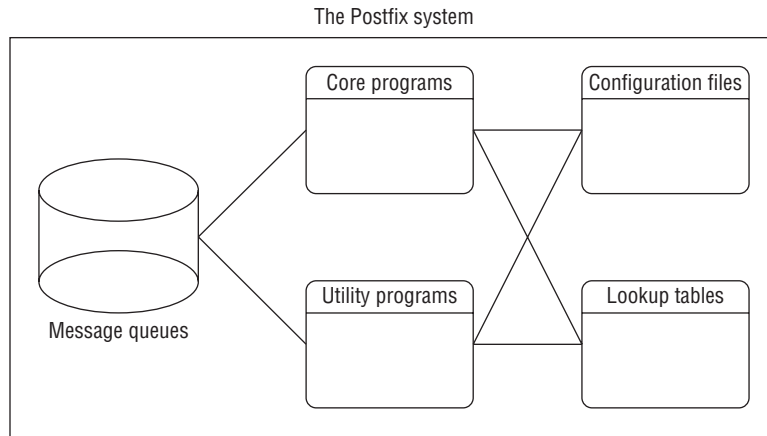 The Postfix system
Core programs
Configuration files
Message queues
Utility programs
Lookup tables